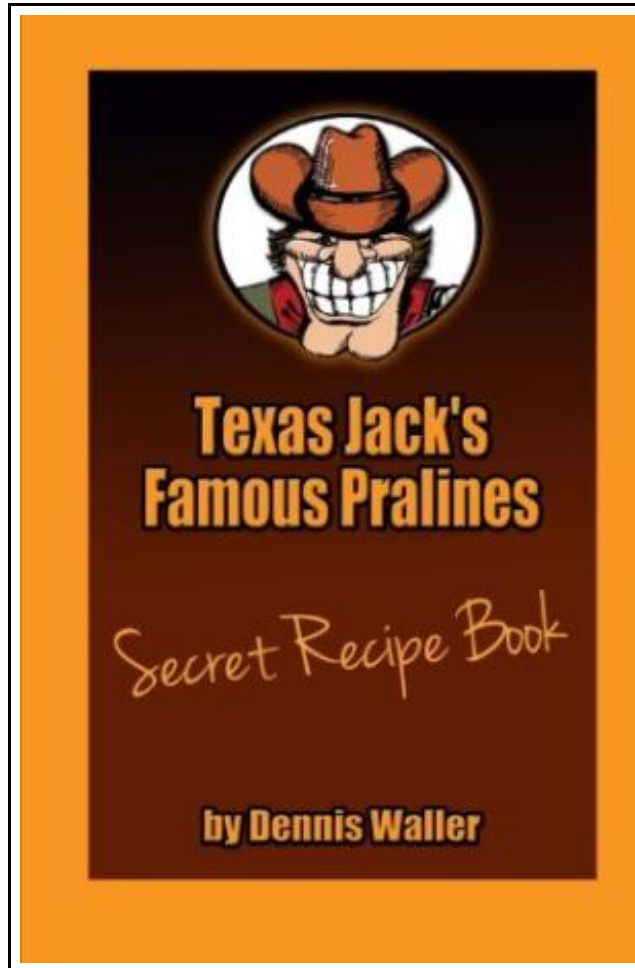 Texas Jack's
Famous Pralines
Secret Recipe Book
by Dennis Waller